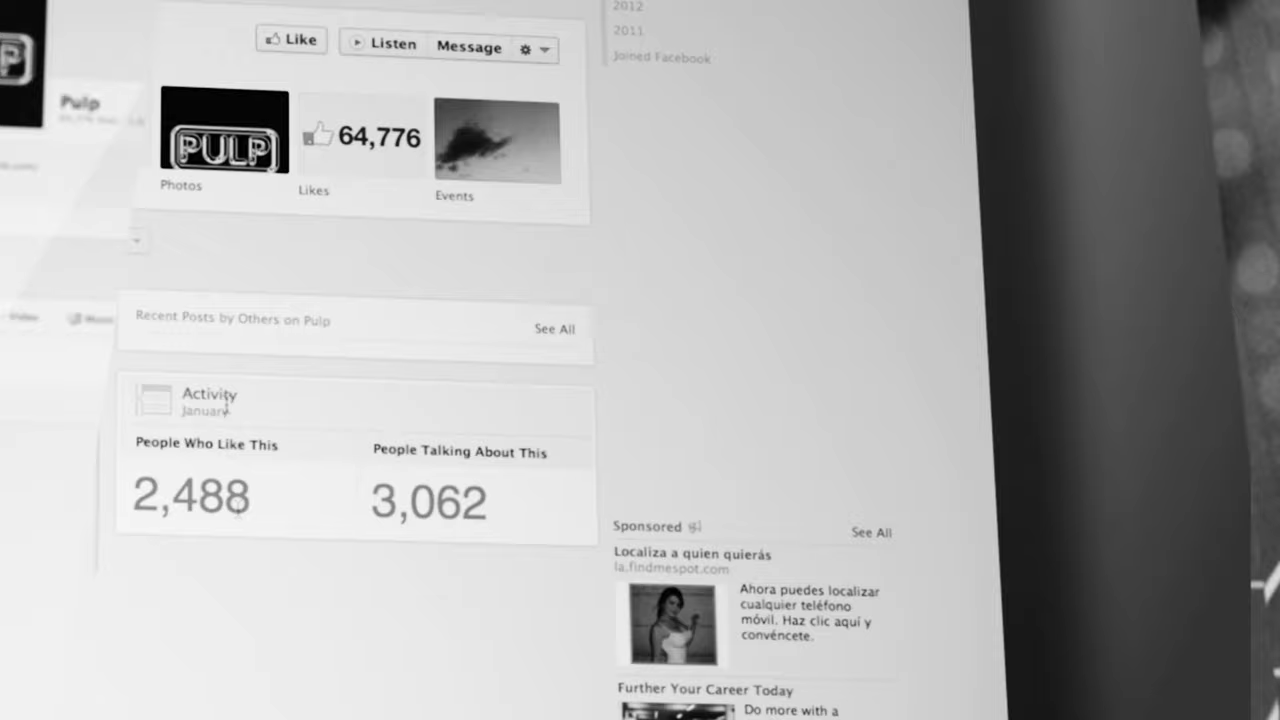 2012
2011
Joined Facebook
Like
Listen
Message
Pulp
PULP
64,776
Photos
Likes
Events
Recent Posts by Others on Pulp
See All
Activity
January
People Who Like This
People Talking About This
2,488
3,062
Sponsored
See All
Localiza a quien quierás
la.findmespot.com
Ahora puedes localizar
cualquier teléfono
móvil. Haz clic aquí y
convéncete.
Further Your Career Today
Do more with a